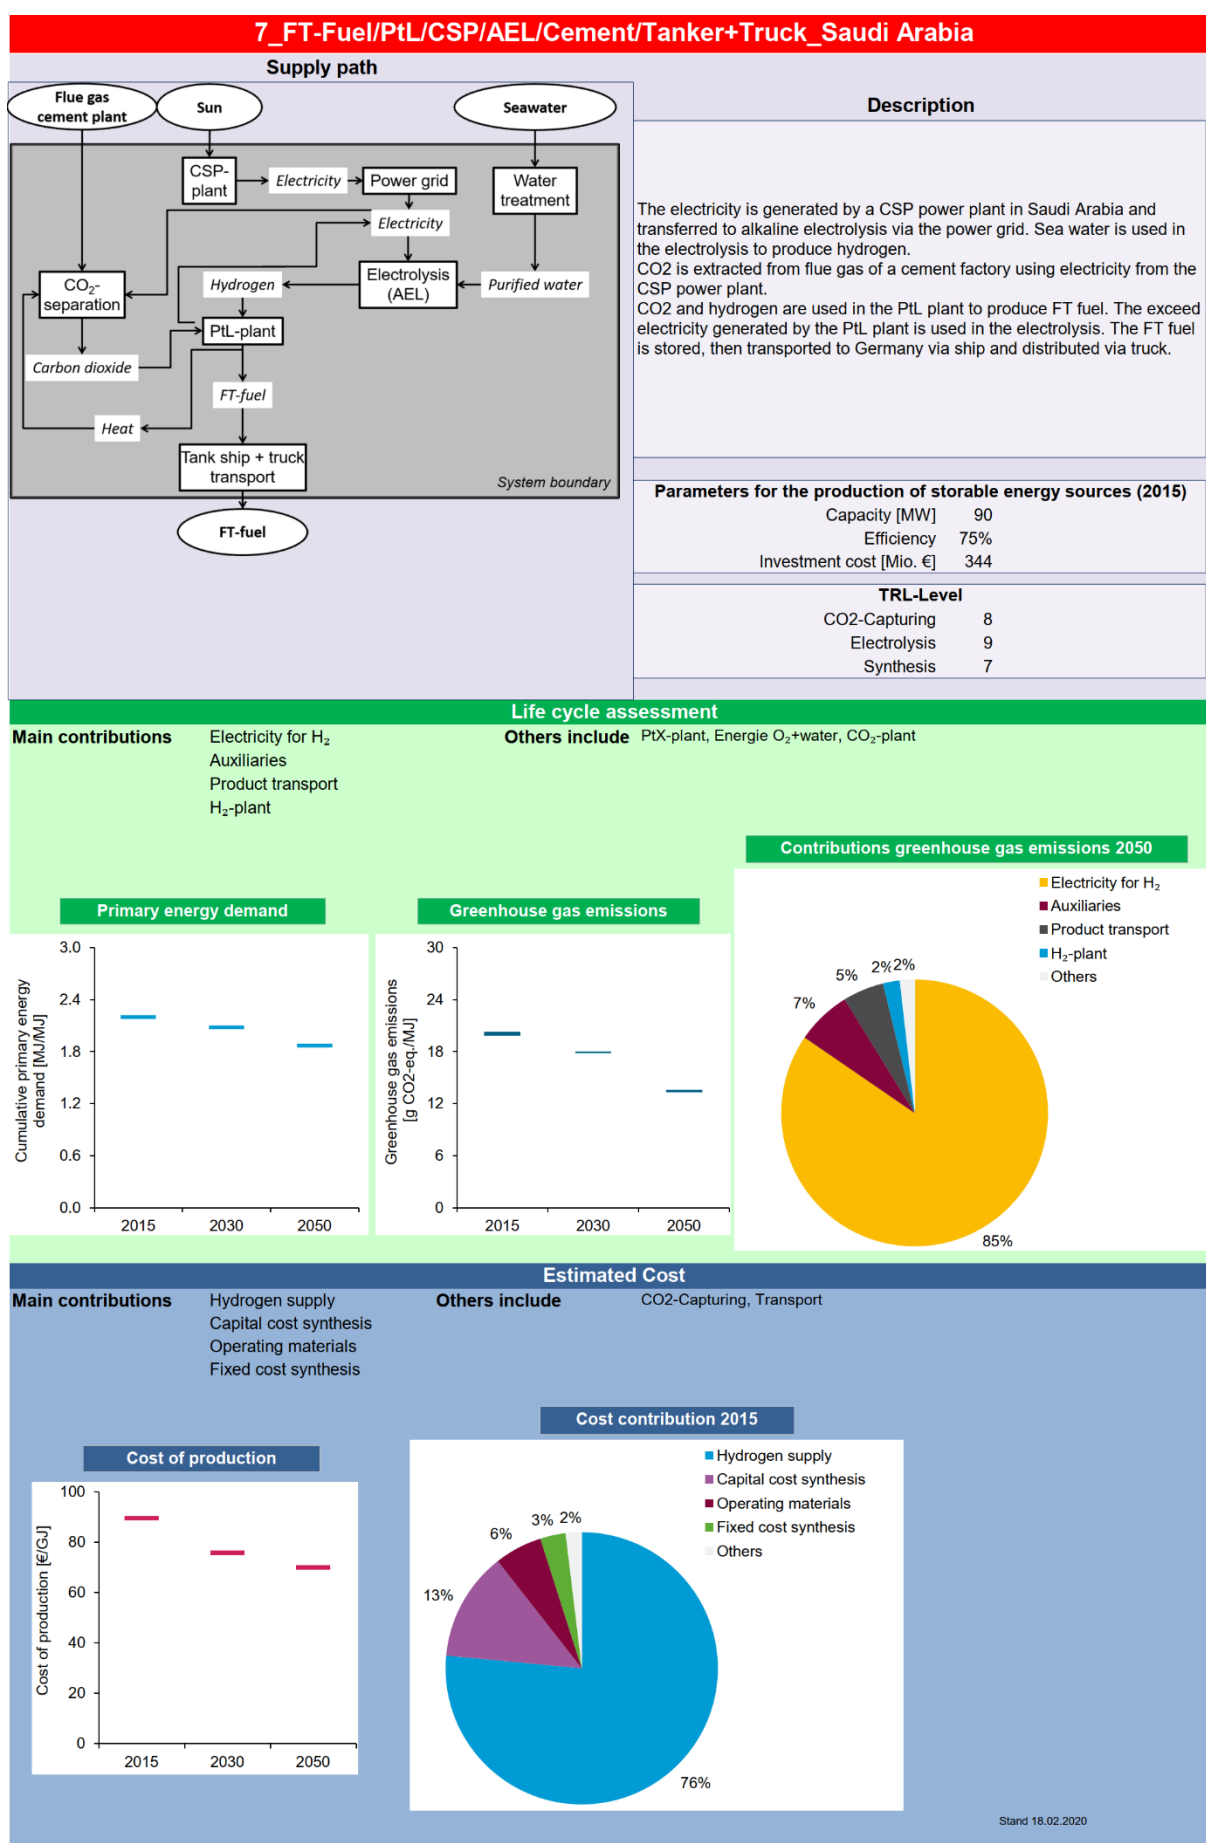 7_FT-Fuel/PtL/CSP/AEL/Cement/Tanker+Truck_Saudi Arabia
Supply path
Flue gas
cement plant
Sun
Seawater
CSP-
plant
Electricity
Power grid
Water
treatment
Electricity
CO₂-
separation
Hydrogen
Electrolysis
(AEL)
Purified water
PtL-plant
Carbon dioxide
FT-fuel
Heat
Tank ship + truck
transport
System boundary
FT-fuel
Description
The electricity is generated by a CSP power plant in Saudi Arabia and
transferred to alkaline electrolysis via the power grid. Sea water is used in
the electrolysis to produce hydrogen.
CO2 is extracted from flue gas of a cement factory using electricity from the
CSP power plant.
CO2 and hydrogen are used in the PtL plant to produce FT fuel. The exceed
electricity generated by the PtL plant is used in the electrolysis. The FT fuel
is stored, then transported to Germany via ship and distributed via truck.
Parameters for the production of storable energy sources (2015)
Capacity [MW] 90
Efficiency 75%
Investment cost [Mio. €] 344
TRL-Level
CO2-Capturing 8
Electrolysis 9
Synthesis 7
Life cycle assessment
Main contributions
Electricity for H₂
Auxiliaries
Product transport
H₂-plant
Others include PtX-plant, Energie O₂+water, CO₂-plant
Primary energy demand
Cumulative primary energy
demand [MJ/MJ]
3.0
2.4
1.8
1.2
0.6
0.0
2015 2030 2050
Greenhouse gas emissions
Greenhouse gas emissions
[g CO2-eq./MJ]
30
24
18
12
6
0
2015 2030 2050
Contributions greenhouse gas emissions 2050
Electricity for H₂
Auxiliaries
Product transport
H₂-plant
Others
2% 2%
5%
7%
85%
Estimated Cost
Main contributions
Hydrogen supply
Capital cost synthesis
Operating materials
Fixed cost synthesis
Others include CO2-Capturing, Transport
Cost of production
Cost of production [€/GJ]
100
80
60
40
20
0
2015 2030 2050
Cost contribution 2015
Hydrogen supply
Capital cost synthesis
Operating materials
Fixed cost synthesis
Others
3% 2%
6%
13%
76%
Stand 18.02.2020